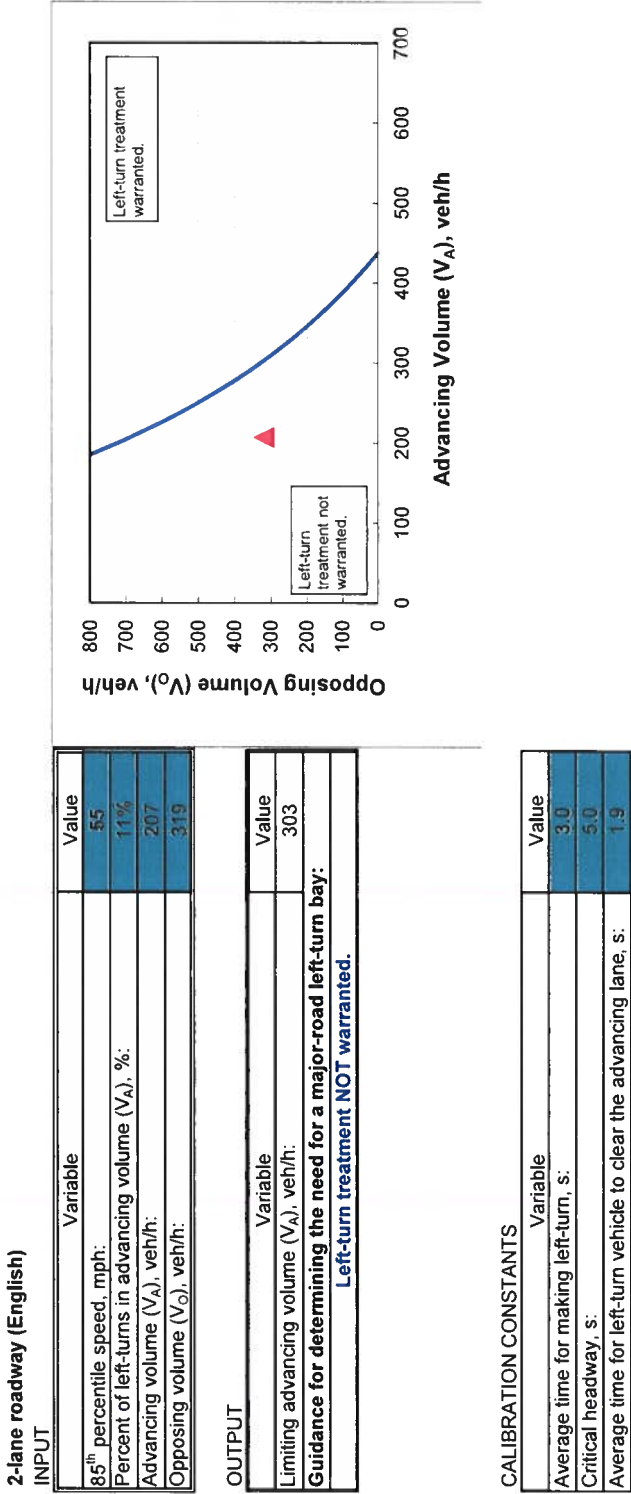 2-lane roadway (English)
INPUT
Variable Value
85th percentile speed, mph: 55
Percent of left-turns in advancing volume (VA), %: 11%
Advancing volume (VA), veh/h: 207
Opposing volume (VO), veh/h: 319
OUTPUT
Variable Value
Limiting advancing volume (VA), veh/h: 303
Guidance for determining the need for a major-road left-turn bay:
Left-turn treatment NOT warranted.
CALIBRATION CONSTANTS
Variable Value
Average time for making left-turn, s: 3.0
Critical headway, s: 5.0
Average time for left-turn vehicle to clear the advancing lane, s: 1.9
Opposing Volume (VO), veh/h
800
700
600
500
400
300
200
100
0
Left-turn treatment
warranted.
Left-turn
treatment not
warranted.
0 100 200 300 400 500 600 700
Advancing Volume (VA), veh/h